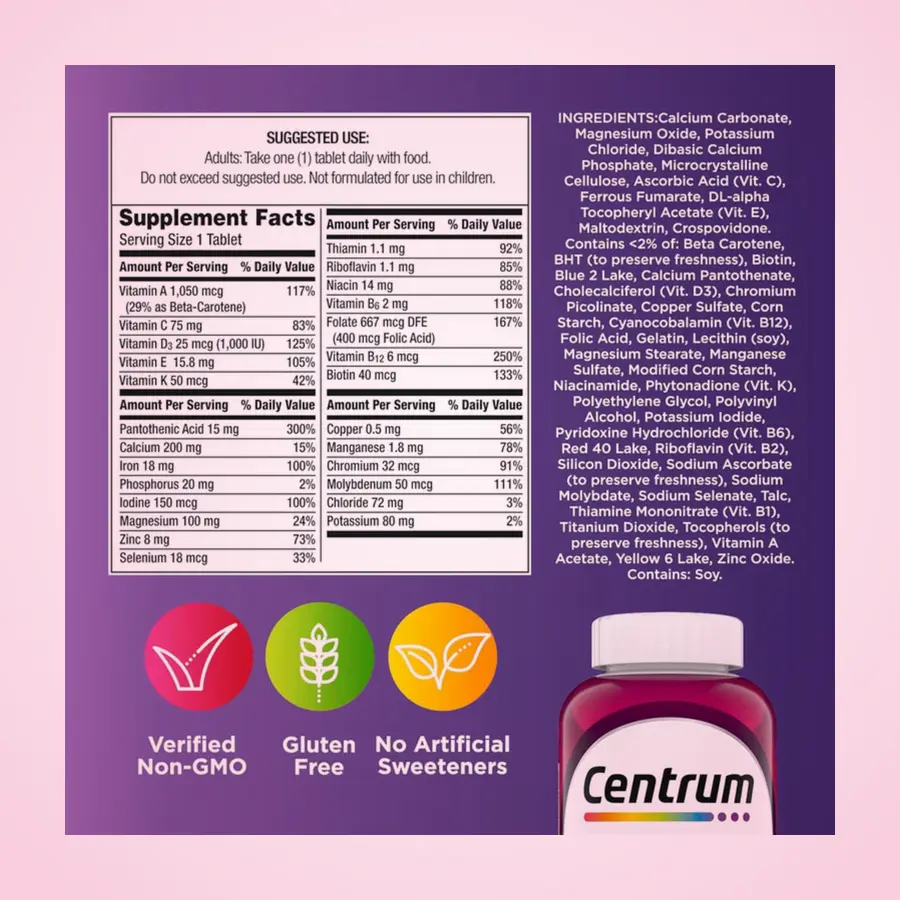 SUGGESTED USE:
Adults: Take one (1) tablet daily with food.
Do not exceed suggested use. Not formulated for use in children.
Supplement Facts
Serving Size 1 Tablet
Amount Per Serving % Daily Value
Vitamin A 1,050 mcg 117%
(29% as Beta-Carotene)
Vitamin C 75 mg 83%
Vitamin D3 25 mcg (1,000 IU) 125%
Vitamin E 15.8 mg 105%
Vitamin K 50 mcg 42%
Amount Per Serving % Daily Value
Pantothenic Acid 15 mg 300%
Calcium 200 mg 15%
Iron 18 mg 100%
Phosphorus 20 mg 2%
Iodine 150 mcg 100%
Magnesium 100 mg 24%
Zinc 8 mg 73%
Selenium 18 mcg 33%
Amount Per Serving % Daily Value
Thiamin 1.1 mg 92%
Riboflavin 1.1 mg 85%
Niacin 14 mg 88%
Vitamin B6 2 mg 118%
Folate 667 mcg DFE 167%
(400 mcg Folic Acid)
Vitamin B12 6 mcg 250%
Biotin 40 mcg 133%
Amount Per Serving % Daily Value
Copper 0.5 mg 56%
Manganese 1.8 mg 78%
Chromium 32 mcg 91%
Molybdenum 50 mcg 111%
Chloride 72 mg 3%
Potassium 80 mg 2%
INGREDIENTS:Calcium Carbonate,
Magnesium Oxide, Potassium
Chloride, Dibasic Calcium
Phosphate, Microcrystalline
Cellulose, Ascorbic Acid (Vit. C),
Ferrous Fumarate, DL-alpha
Tocopheryl Acetate (Vit. E),
Maltodextrin, Crospovidone.
Contains <2% of: Beta Carotene,
BHT (to preserve freshness), Biotin,
Blue 2 Lake, Calcium Pantothenate,
Cholecalciferol (Vit. D3), Chromium
Picolinate, Copper Sulfate, Corn
Starch, Cyanocobalamin (Vit. B12),
Folic Acid, Gelatin, Lecithin (soy),
Magnesium Stearate, Manganese
Sulfate, Modified Corn Starch,
Niacinamide, Phytonadione (Vit. K),
Polyethylene Glycol, Polyvinyl
Alcohol, Potassium Iodide,
Pyridoxine Hydrochloride (Vit. B6),
Red 40 Lake, Riboflavin (Vit. B2),
Silicon Dioxide, Sodium Ascorbate
(to preserve freshness), Sodium
Molybdate, Sodium Selenate, Talc,
Thiamine Mononitrate (Vit. B1),
Titanium Dioxide, Tocopherols (to
preserve freshness), Vitamin A
Acetate, Yellow 6 Lake, Zinc Oxide.
Contains: Soy.
Verified
Non-GMO
Gluten
Free
No Artificial
Sweeteners
Centrum